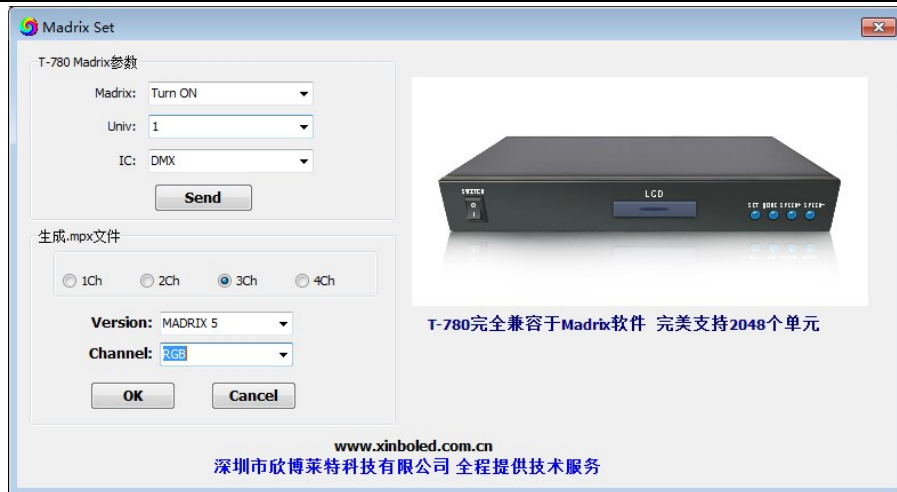 Madrix Set
T-780 Madrix参数
Madrix: Turn ON
Univ: 1
IC: DMX
Send
生成.mpx文件
1Ch 2Ch 3Ch 4Ch
Version: MADRIX 5
Channel: RGB
OK Cancel
SWITCH
LCD
SET MODE SPEED+ SPEED-
T-780完全兼容于Madrix软件 完美支持2048个单元
www.xinboled.com.cn
深圳市欣博莱特科技有限公司 全程提供技术服务